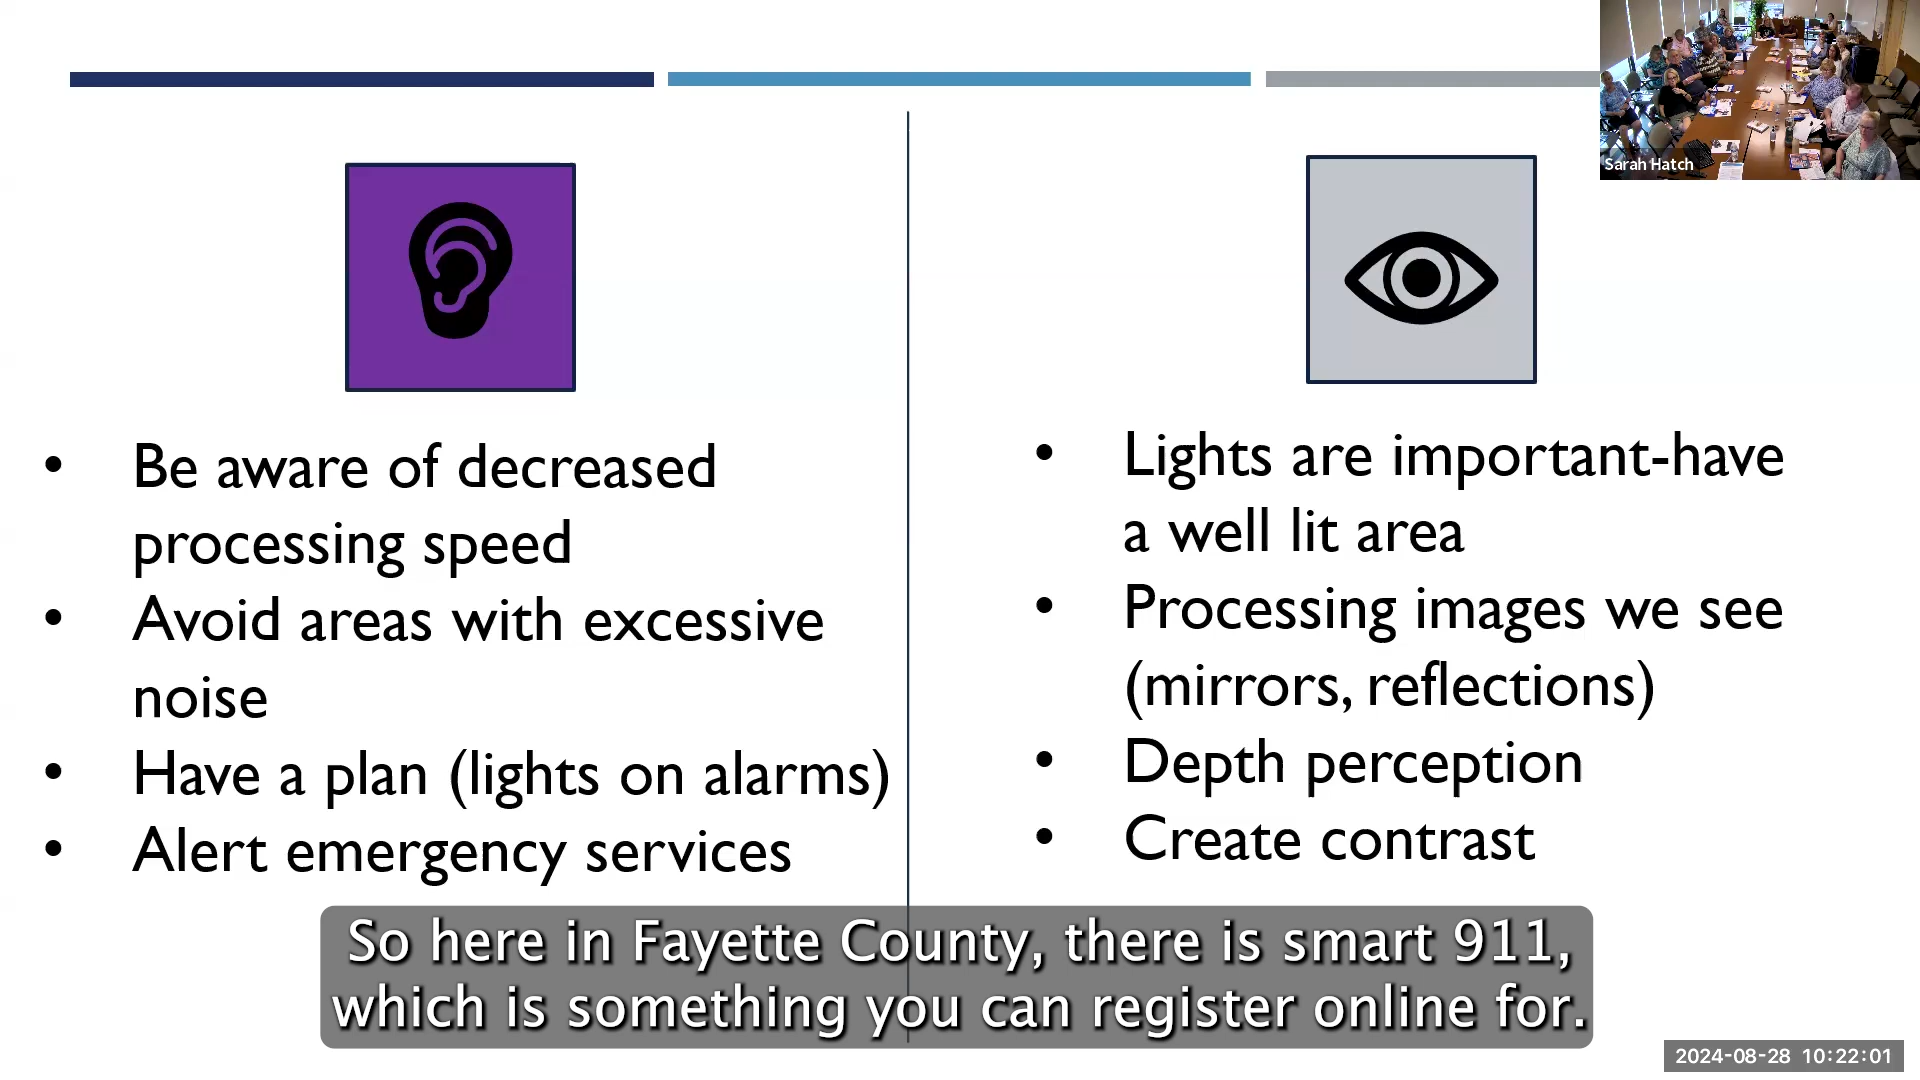 Sarah Hatch
• Be aware of decreased
processing speed
• Avoid areas with excessive
noise
• Have a plan (lights on alarms)
• Alert emergency services
• Lights are important-have
a well lit area
• Processing images we see
(mirrors, reflections)
• Depth perception
• Create contrast
So here in Fayette County, there is smart 911,
which is something you can register online for.
2024-08-28 10:22:01